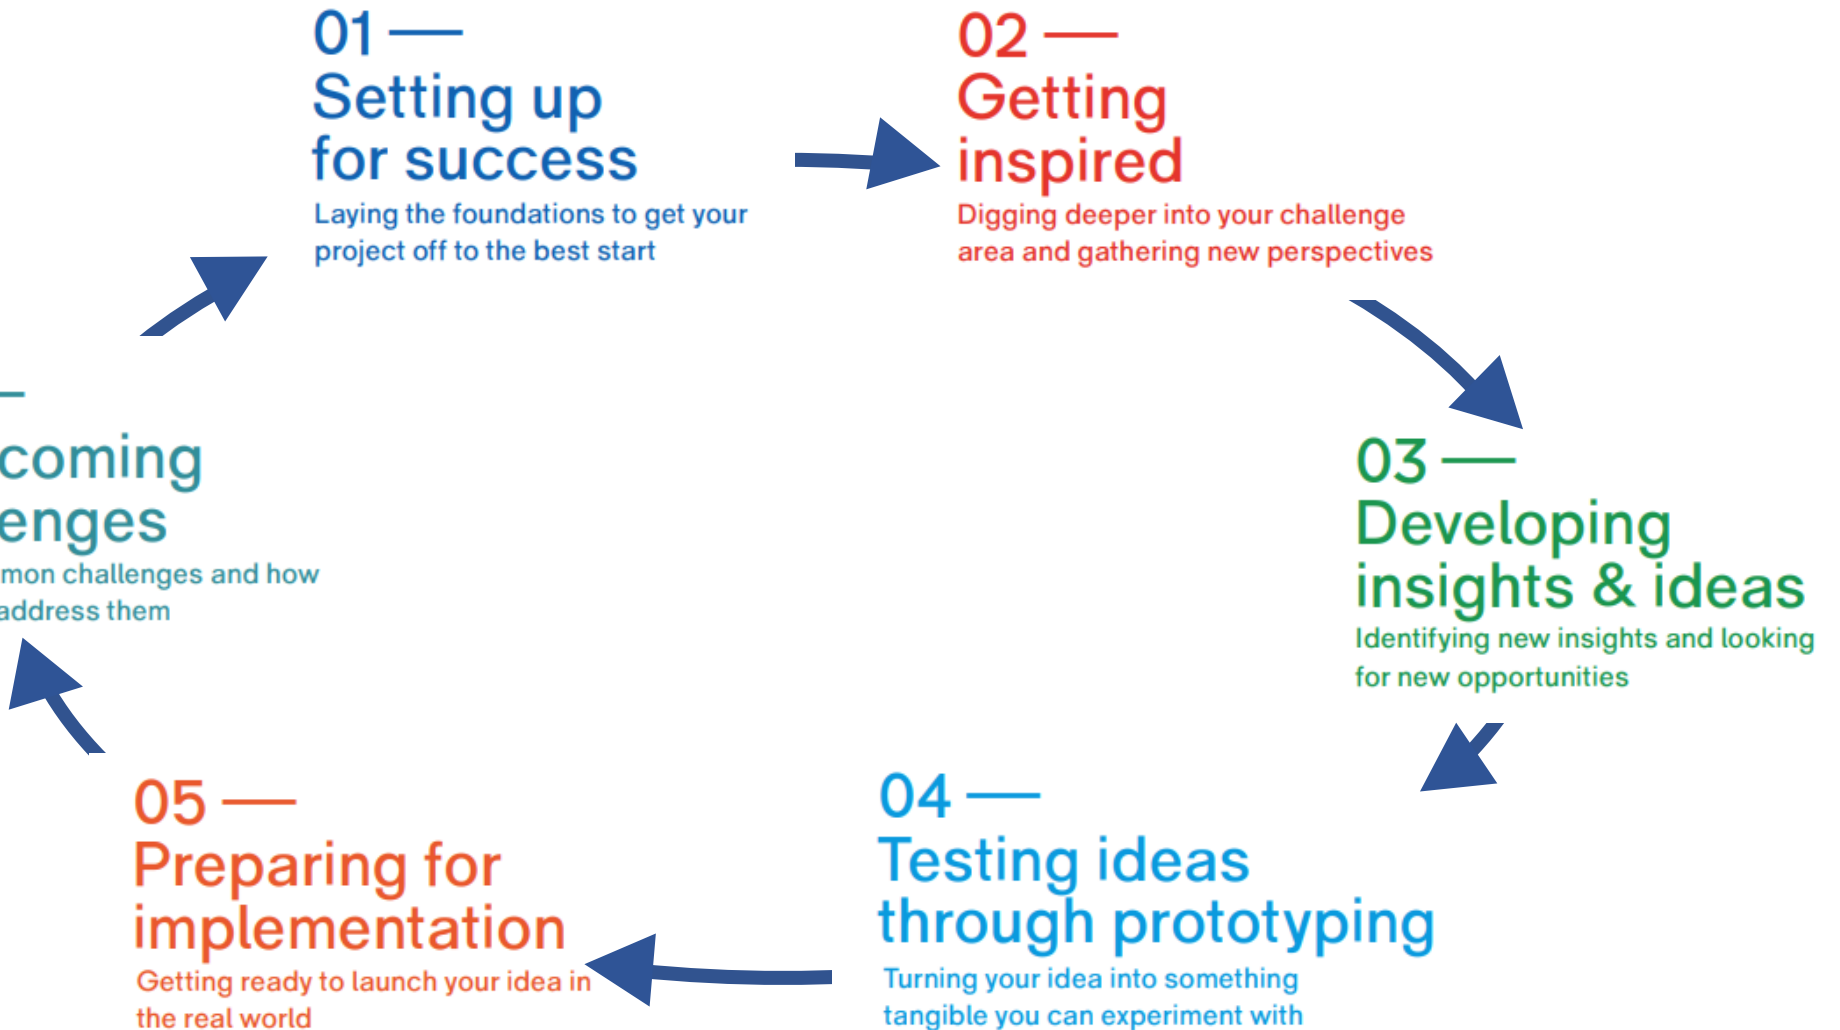 01 —
Setting up
for success
Laying the foundations to get your
project off to the best start
02 —
Getting
inspired
Digging deeper into your challenge
area and gathering new perspectives
03 —
Developing
insights & ideas
Identifying new insights and looking
for new opportunities
04 —
Testing ideas
through prototyping
Turning your idea into something
tangible you can experiment with
05 —
Preparing for
implementation
Getting ready to launch your idea in
the real world
—
coming
enges
mon challenges and how
address them